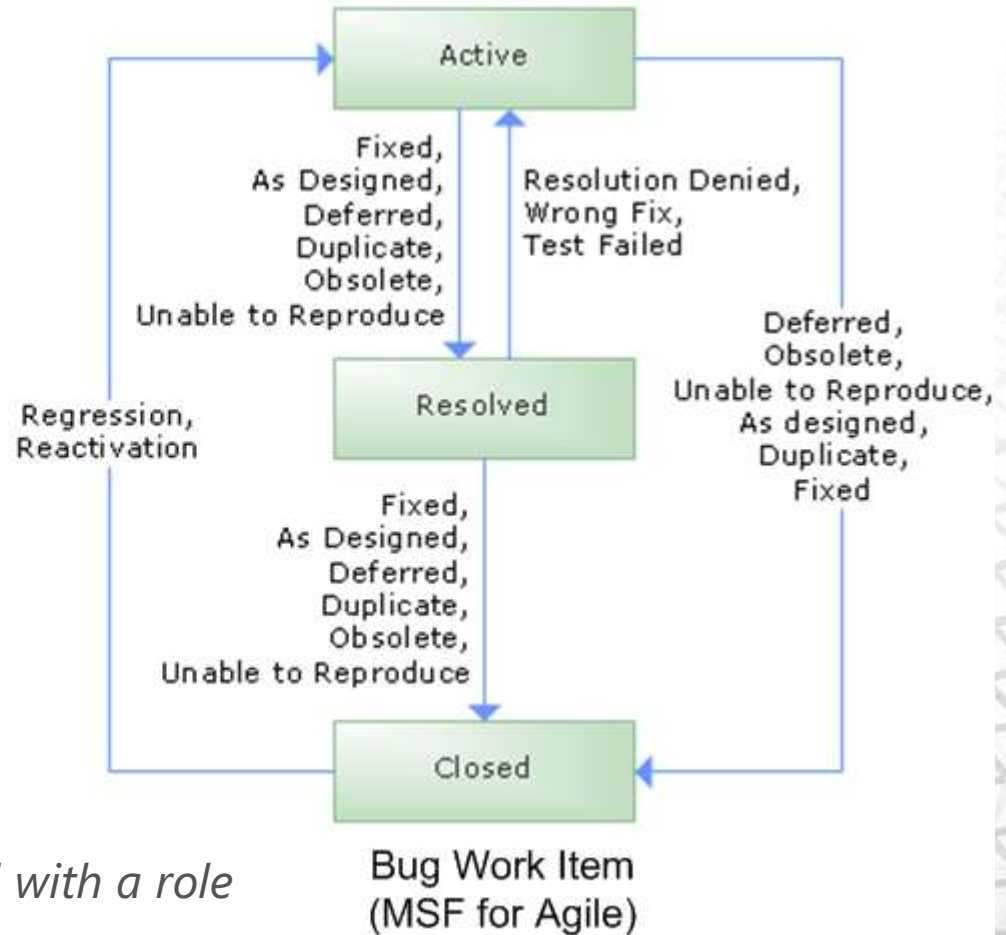 Active
Fixed,
As Designed,
Deferred,
Duplicate,
Obsolete,
Unable to Reproduce
Resolution Denied,
Wrong Fix,
Test Failed
Deferred,
Obsolete,
Unable to Reproduce,
As designed,
Duplicate,
Fixed
Resolved
Regression,
Reactivation
Fixed,
As Designed,
Deferred,
Duplicate,
Obsolete,
Unable to Reproduce
Closed
with a role
Bug Work Item
(MSF for Agile)